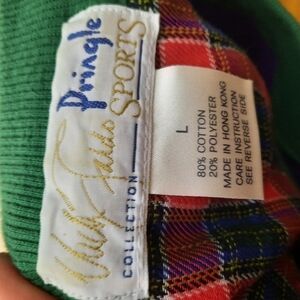 Pringle
SPORTS
Nick Faldo
COLLECTION
L
80% COTTON
20% POLYESTER
MADE IN HONG KONG
CARE INSTRUCTION
SEE REVERSE SIDE